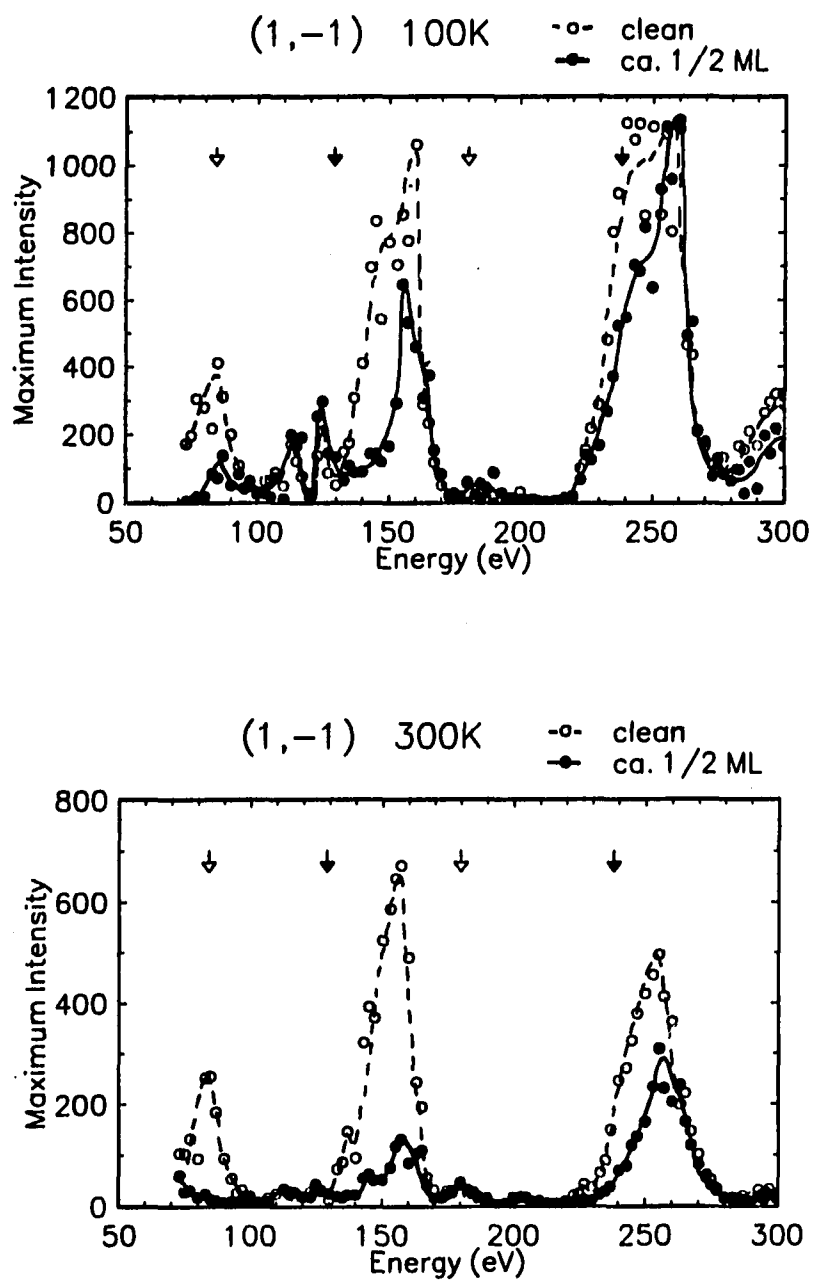 (1,−1) 100K
clean
ca. 1/2 ML
Maximum Intensity
1200
1000
800
600
400
200
0
50 100 150 200 250 300
Energy (eV)
(1,−1) 300K
clean
ca. 1/2 ML
Maximum Intensity
800
600
400
200
0
50 100 150 200 250 300
Energy (eV)